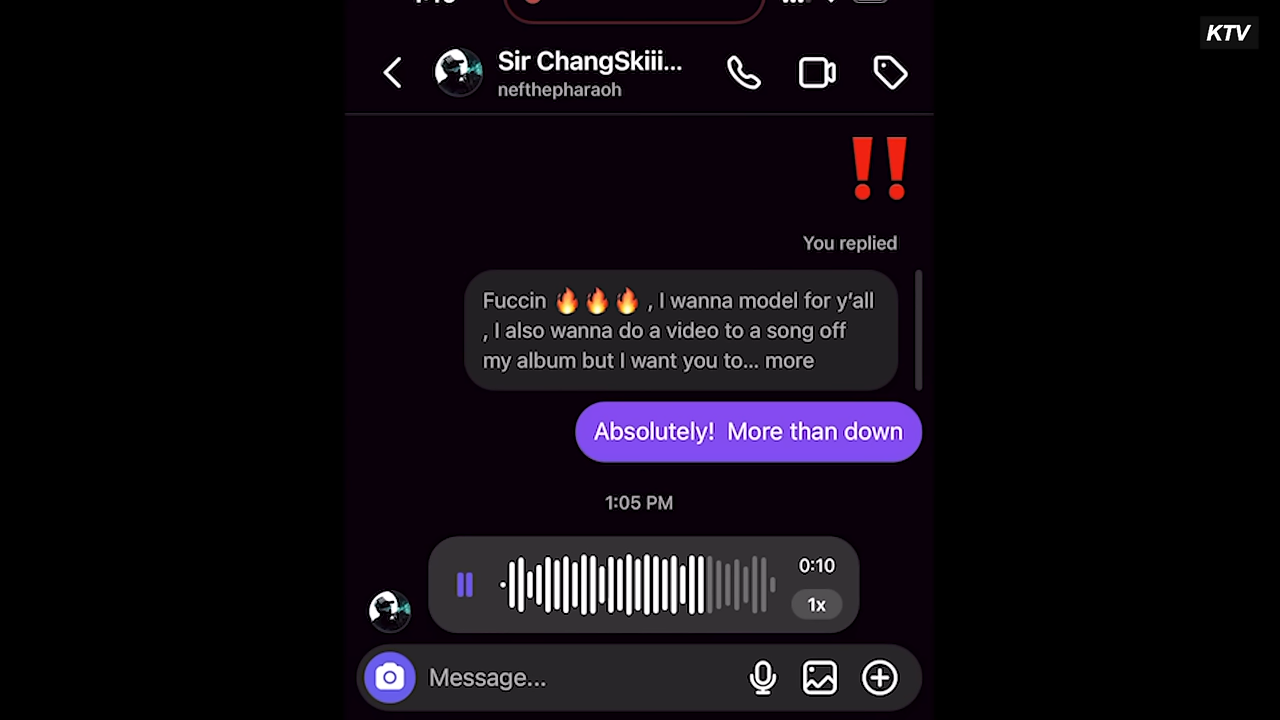 KTV
Sir ChangSkiii...
nefthepharaoh
‼️
You replied
Fuccin 🔥🔥🔥 , I wanna model for y’all
, I also wanna do a video to a song off
my album but I want you to... more
Absolutely!  More than down
1:05 PM
0:10
1x
Message...